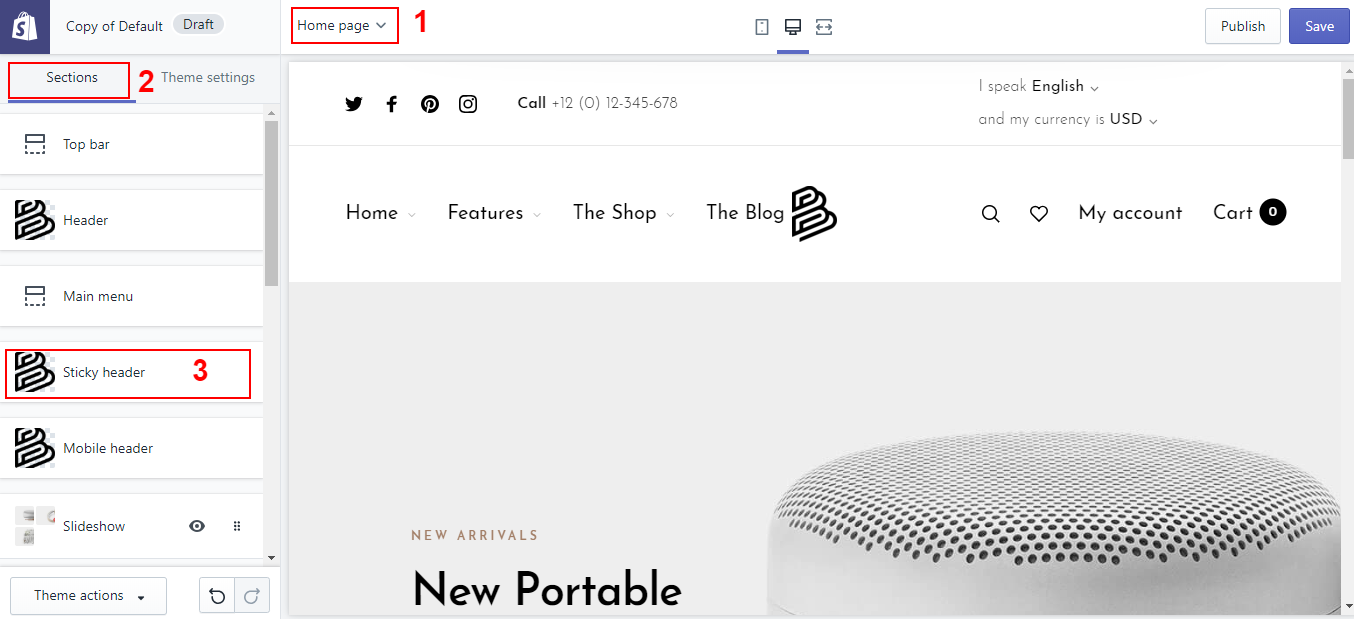 Copy of Default Draft
Home page 1
Publish Save
Sections 2 Theme settings
Top bar
Header
Main menu
Sticky header 3
Mobile header
Slideshow
Theme actions
Call +12 (0) 12-345-678
I speak English
and my currency is USD
Home Features The Shop The Blog My account Cart 0
NEW ARRIVALS
New Portable